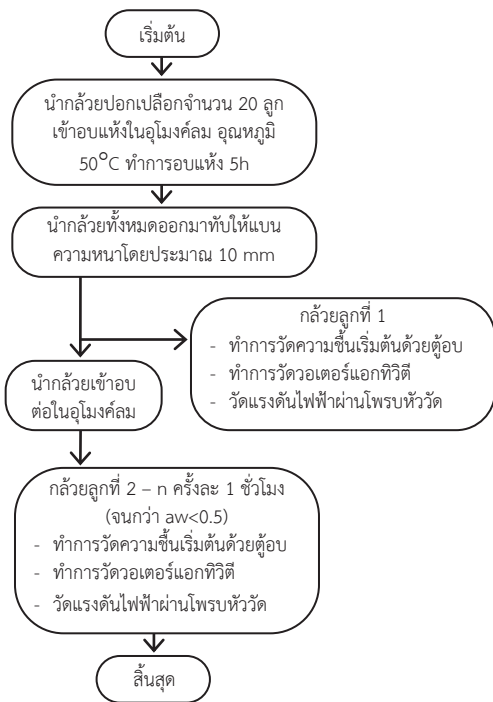 เริ่มต้น
นำกล้วยปอกเปลือกจำนวน 20 ลูก
เข้าอบแห้งในอุโมงค์ลม อุณหภูมิ
50°C ทำการอบแห้ง 5h
นำกล้วยทั้งหมดออกมาทับให้แบน
ความหนาโดยประมาณ 10 mm
กล้วยลูกที่ 1
- ทำการวัดความชื้นเริ่มต้นด้วยตู้อบ
- ทำการวัดวอเตอร์แอกทิวิตี
- วัดแรงดันไฟฟ้าผ่านโพรบหัววัด
นำกล้วยเข้าอบ
ต่อในอุโมงค์ลม
กล้วยลูกที่ 2 – n ครั้งละ 1 ชั่วโมง
(จนกว่า aw<0.5)
- ทำการวัดความชื้นเริ่มต้นด้วยตู้อบ
- ทำการวัดวอเตอร์แอกทิวิตี
- วัดแรงดันไฟฟ้าผ่านโพรบหัววัด
สิ้นสุด